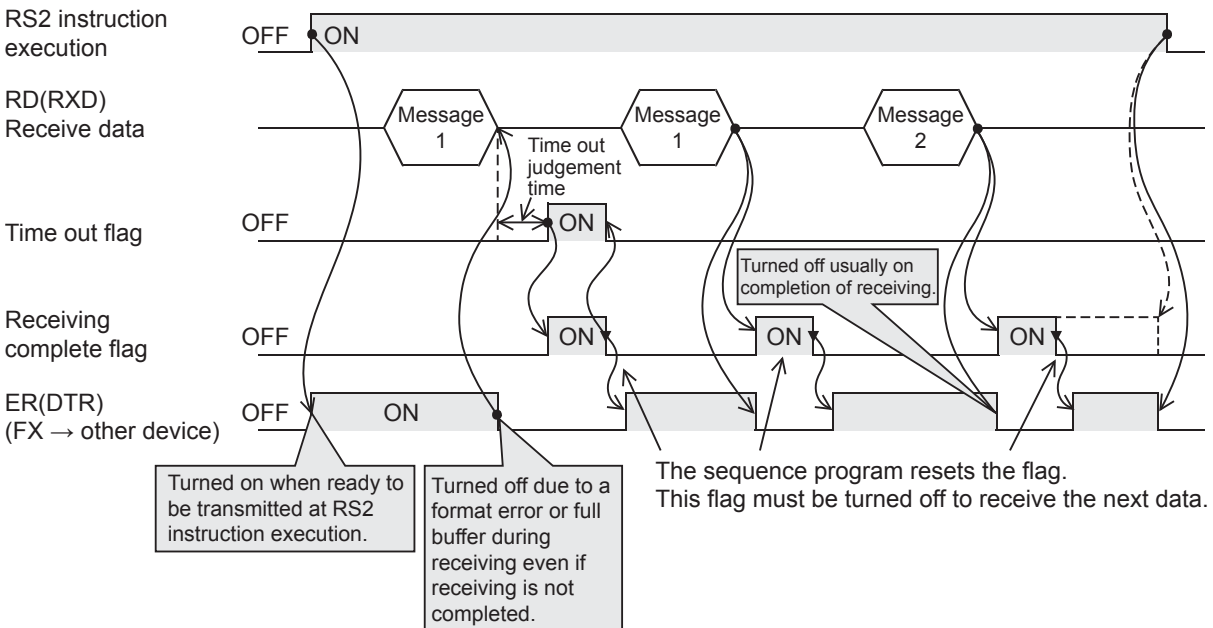 RS2 instruction
execution
OFF
ON
RD(RXD)
Receive data
Message
1
Message
1
Message
2
Time out
judgement
time
Time out flag
OFF
ON
Turned off usually on
completion of receiving.
Receiving
complete flag
OFF
ON
ON
ON
ER(DTR)
(FX → other device)
OFF
ON
The sequence program resets the flag.
This flag must be turned off to receive the next data.
Turned on when ready to
be transmitted at RS2
instruction execution.
Turned off due to a
format error or full
buffer during
receiving even if
receiving is not
completed.